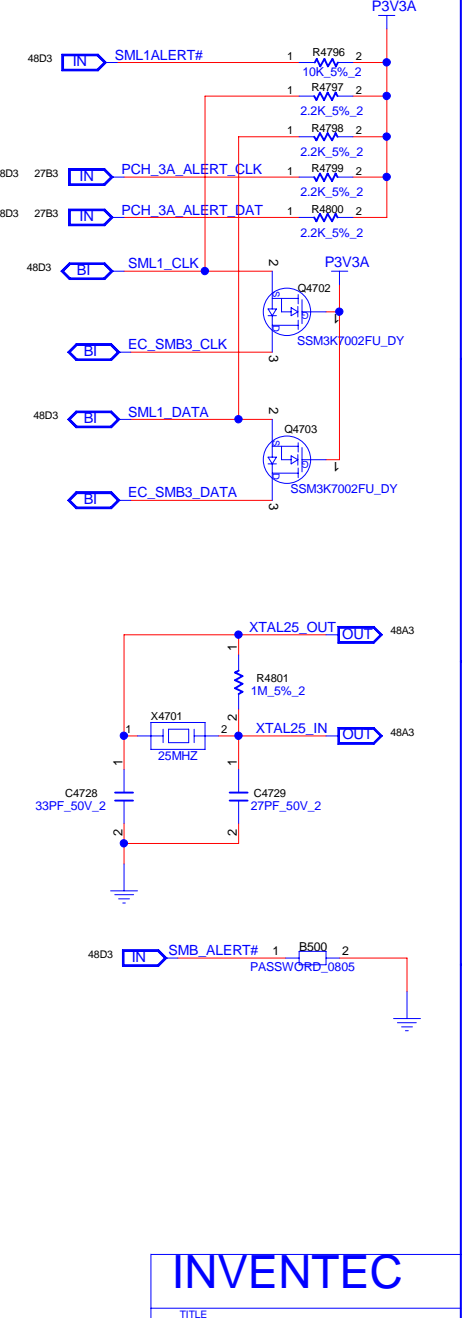 P3V3A
48D3 IN SML1ALERT# 1 R4796 2
10K_5%_2
1 R4797 2
2.2K_5%_2
1 R4798 2
2.2K_5%_2
8D3 27B3 IN PCH_3A_ALERT_CLK 1 R4799 2
2.2K_5%_2
8D3 27B3 IN PCH_3A_ALERT_DAT 1 R4800 2
2.2K_5%_2
48D3 BI SML1_CLK 2 P3V3A
Q4702
S G D 1
SSM3K7002FU_DY
BI EC_SMB3_CLK 3
48D3 BI SML1_DATA 2
Q4703
S G D 1
SSM3K7002FU_DY
BI EC_SMB3_DATA 3
XTAL25_OUT OUT 48A3
1
R4801
1M_5%_2
2
X4701
1 2 XTAL25_IN OUT 48A3
25MHZ
1 1
C4728 C4729
33PF_50V_2 27PF_50V_2
2 2
48D3 IN SMB_ALERT# 1 B500 2
PASSWORD_0805
INVENTEC
TITLE